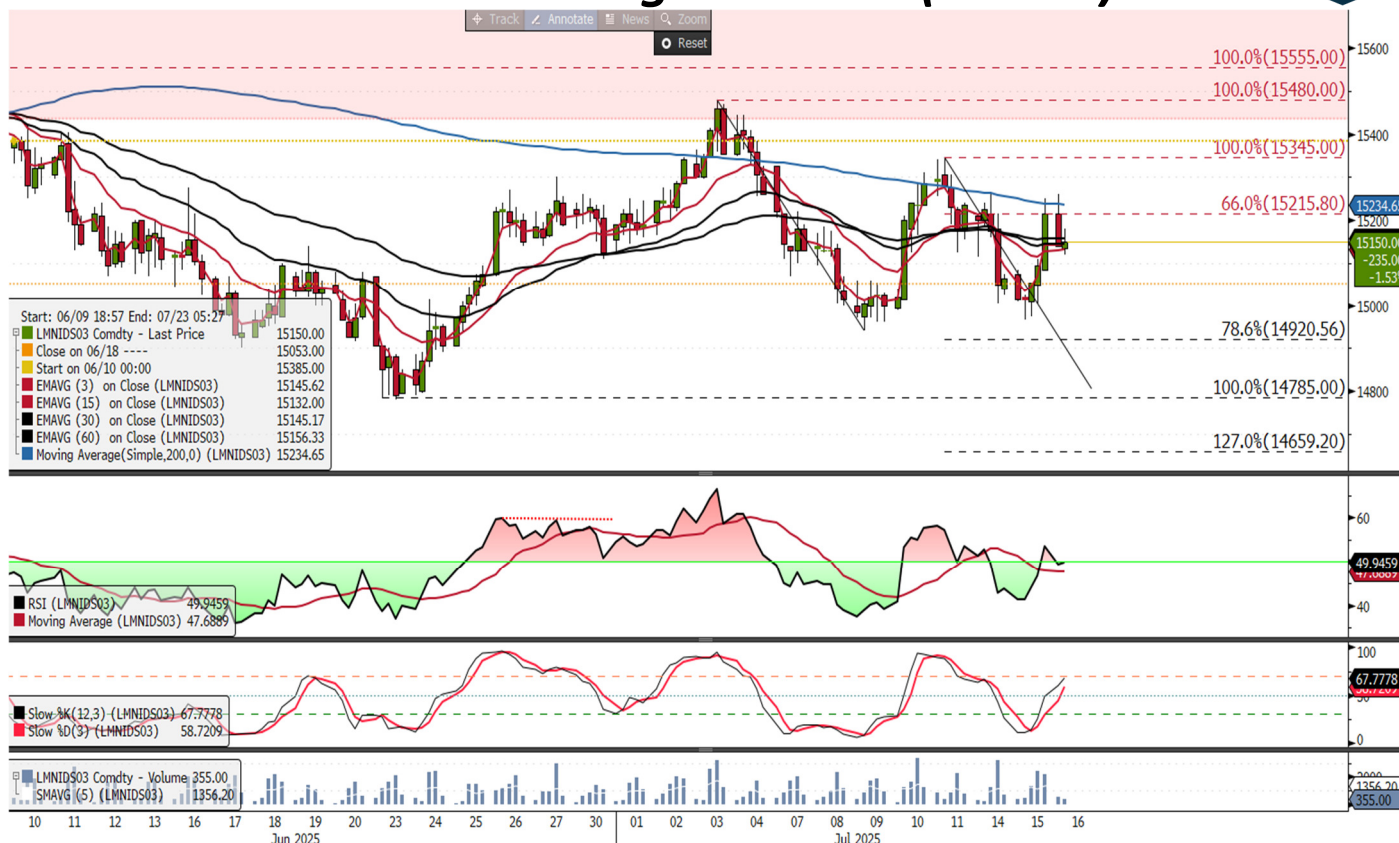 Track Annotate News Zoom
Reset
100.0%(15555.00)
100.0%(15480.00)
100.0%(15345.00)
66.0%(15215.80)
78.6%(14920.56)
100.0%(14785.00)
127.0%(14659.20)
15600
15400
15234.6
15200
15150.00
-235.0
-1.53
15000
14800
Start: 06/09 18:57 End: 07/23 05:27
LMNIDS03 Comdty - Last Price 15150.00
Close on 06/18 ---- 15053.00
Start on 06/10 00:00 15385.00
EMAVG (3) on Close (LMNIDS03) 15145.62
EMAVG (15) on Close (LMNIDS03) 15132.00
EMAVG (30) on Close (LMNIDS03) 15145.17
EMAVG (60) on Close (LMNIDS03) 15156.33
Moving Average(Simple,200,0) (LMNIDS03) 15234.65
60
49.9459
40
RSI (LMNIDS03) 49.9459
Moving Average (LMNIDS03) 47.6889
100
67.7778
0
Slow %K(12,3) (LMNIDS03) 67.7778
Slow %D(3) (LMNIDS03) 58.7209
LMNIDS03 Comdty - Volume 355.00
SMAVG (5) (LMNIDS03) 1356.20
1356.20
355.00
10 11 12 13 16 17 18 19 20 23 24 25 26 27 30 01 02 03 04 07 08 09 10 11 14 15 16
Jun 2025 Jul 2025